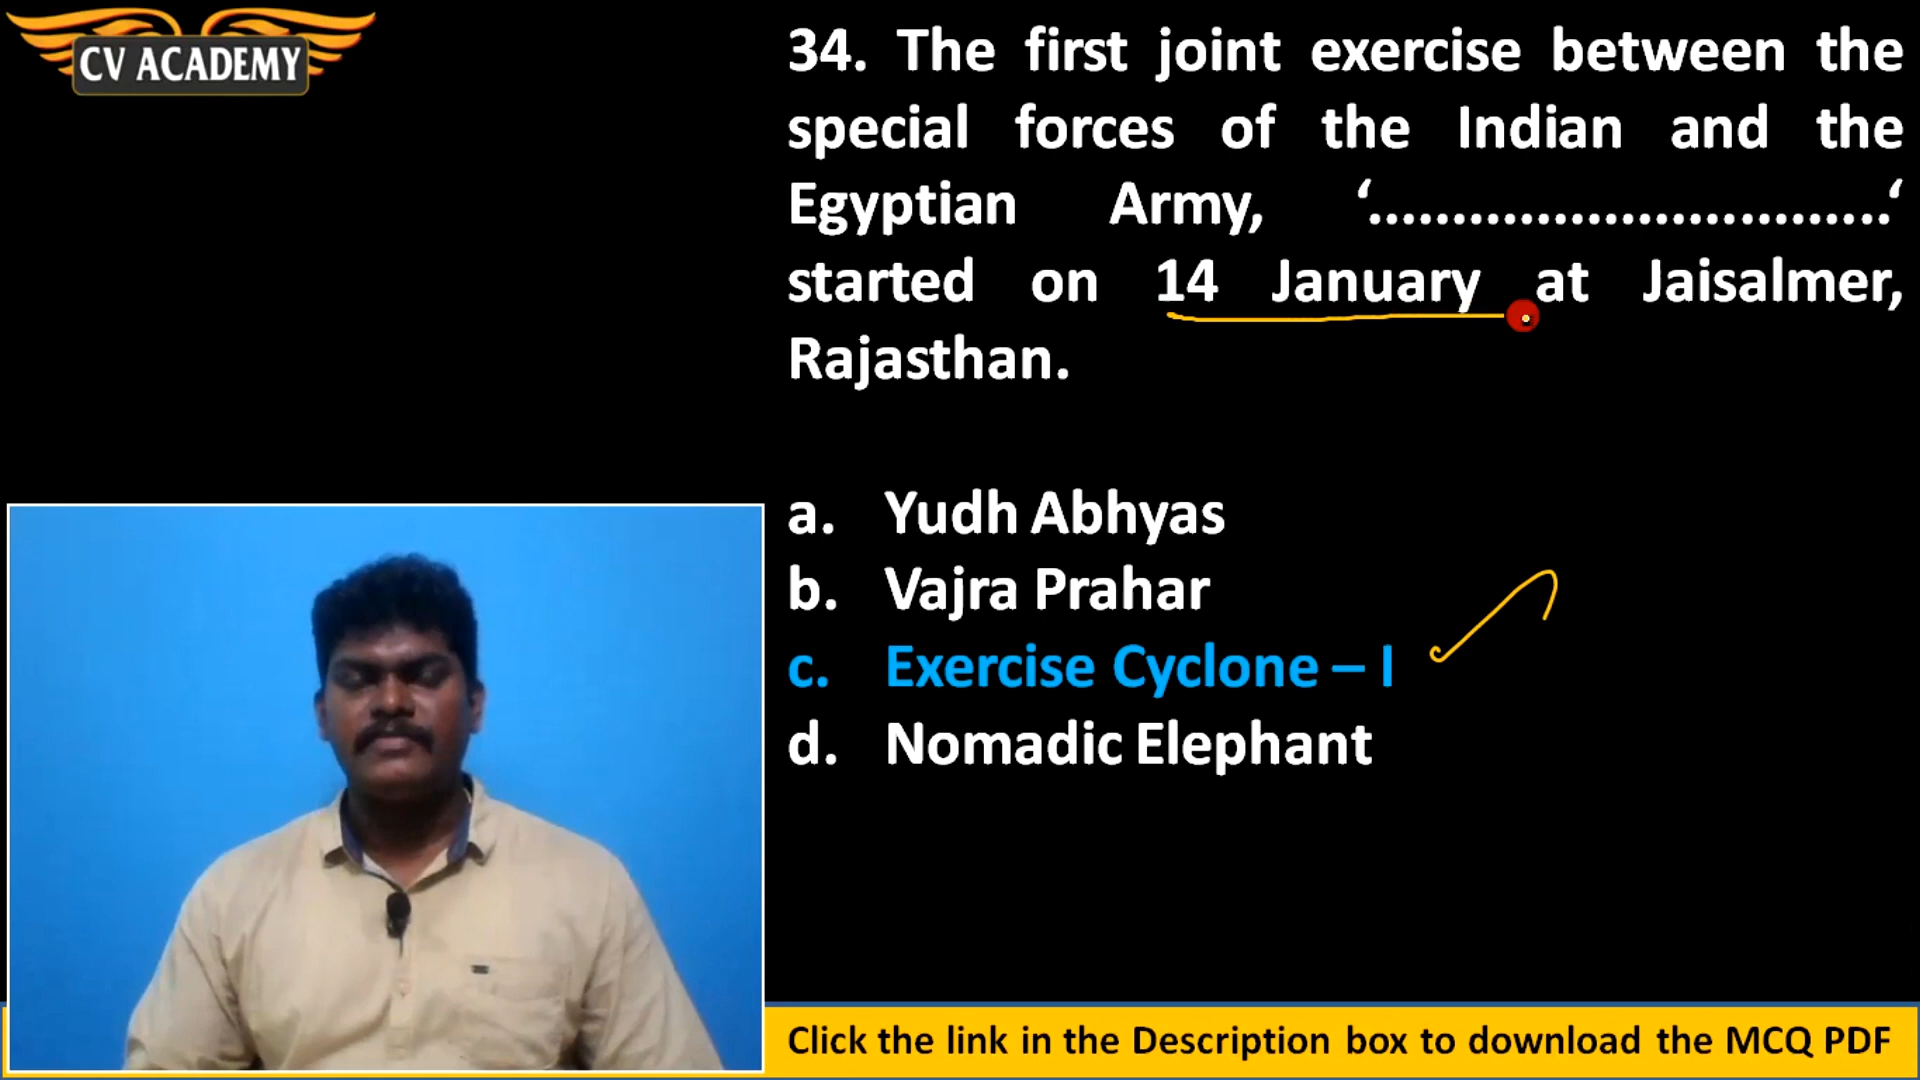 CV ACADEMY
34. The first joint exercise between the
special forces of the Indian and the
Egyptian Army, ‘...............................‘
started on 14 January at Jaisalmer,
Rajasthan.
a. Yudh Abhyas
b. Vajra Prahar
c. Exercise Cyclone – I
d. Nomadic Elephant
Click the link in the Description box to download the MCQ PDF